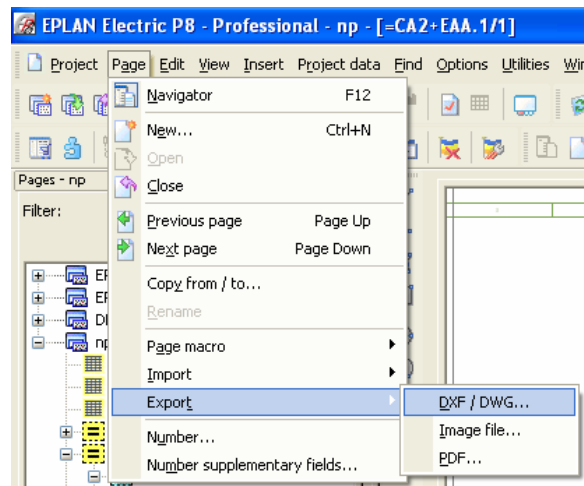 EPLAN Electric P8 - Professional - np - [=CA2+EAA.1/1]
Project Page Edit View Insert Project data Find Options Utilities
Navigator F12
New... Ctrl+N
Open
Pages - np
Close
Filter:
Previous page Page Up
Next page Page Down
Copy from / to...
Rename
Page macro
Import
Export DXF / DWG...
Image file...
Number...
PDF...
Number supplementary fields...